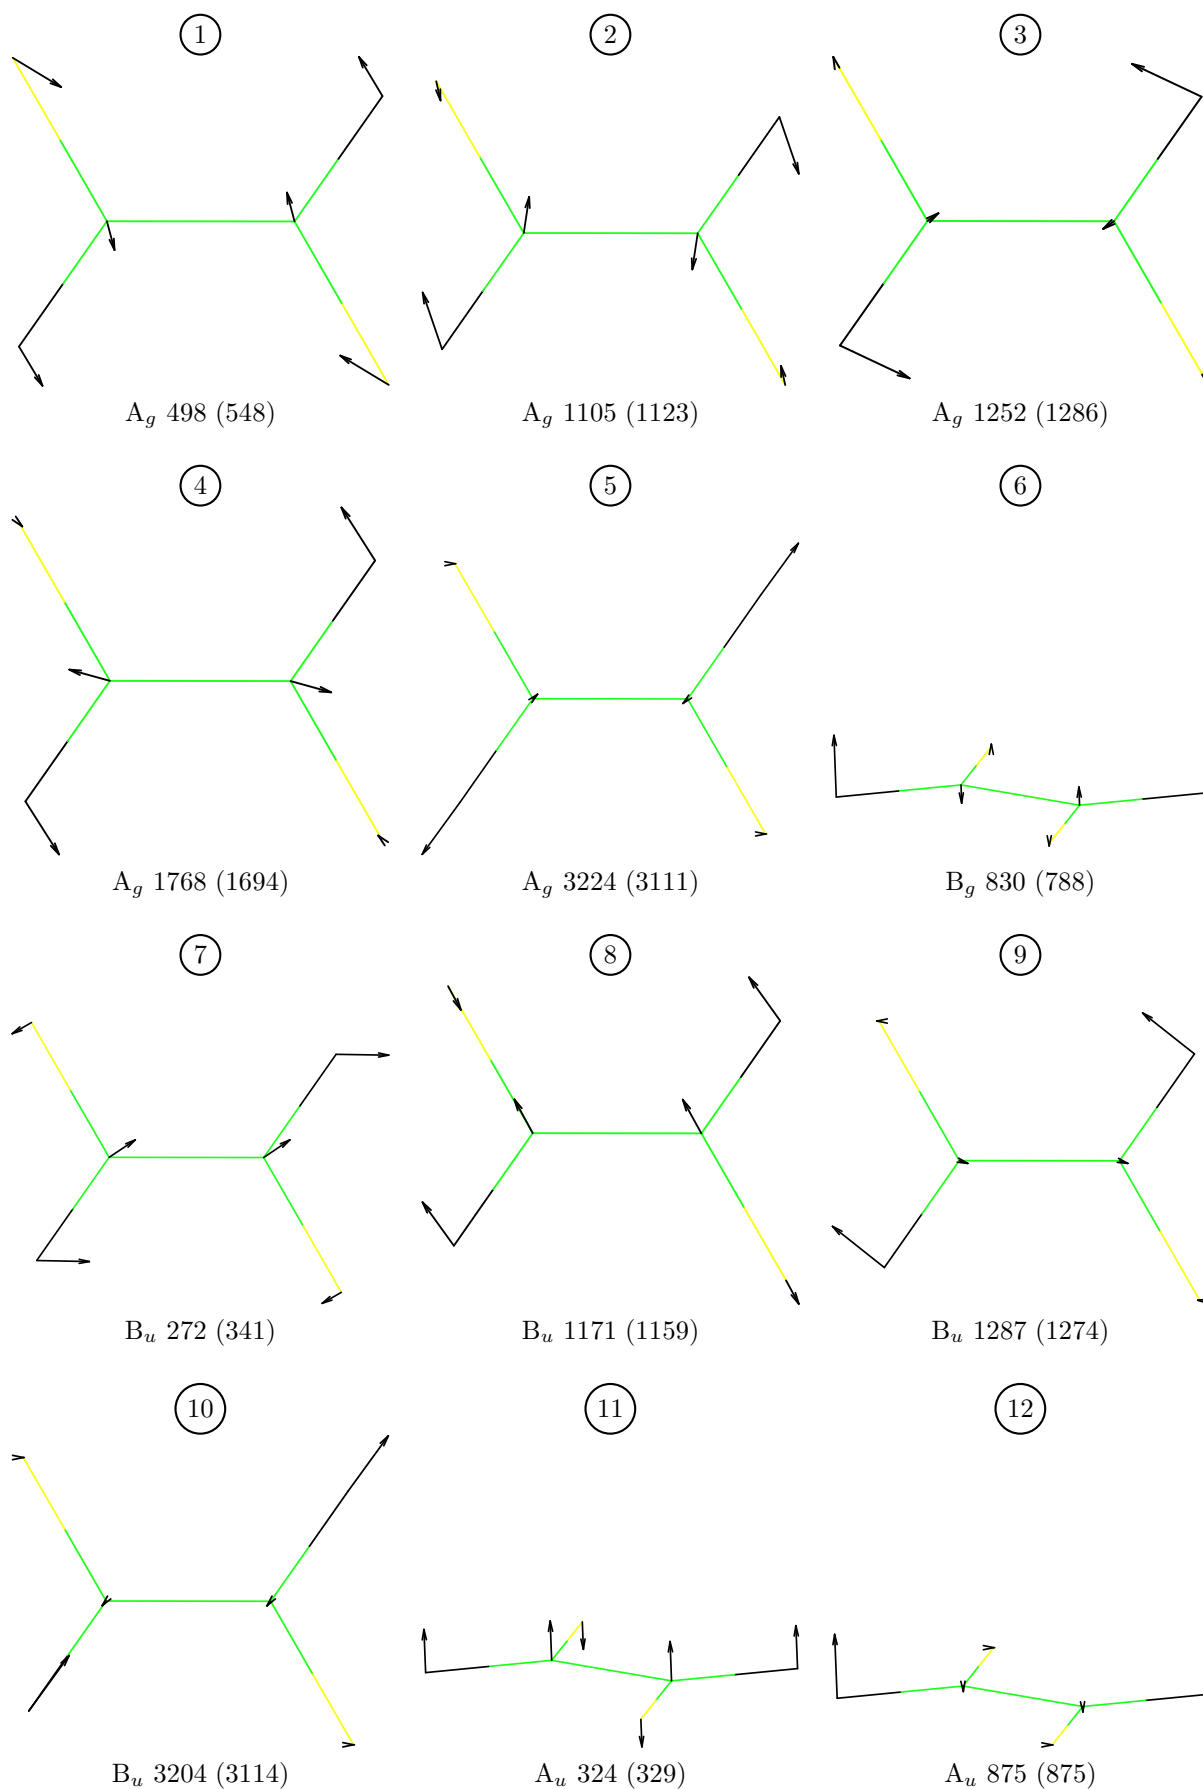 1 2 3
A_g 498 (548) A_g 1105 (1123) A_g 1252 (1286)
4 5 6
A_g 1768 (1694) A_g 3224 (3111) B_g 830 (788)
7 8 9
B_u 272 (341) B_u 1171 (1159) B_u 1287 (1274)
10 11 12
B_u 3204 (3114) A_u 324 (329) A_u 875 (875)